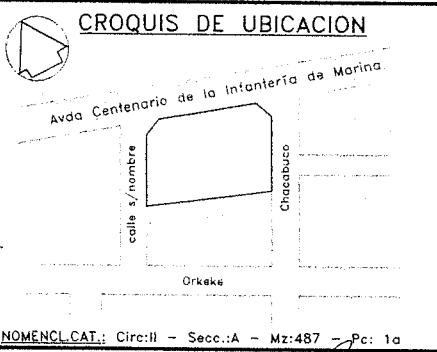 CROQUIS DE UBICACION
Avda Centenario de la Infantería de Marina
calle s/nombre
Chacabuco
Orkeke
NOMENCL.CAT.: Circ:II - Secc.:A - Mz:487 - Pc: 1a